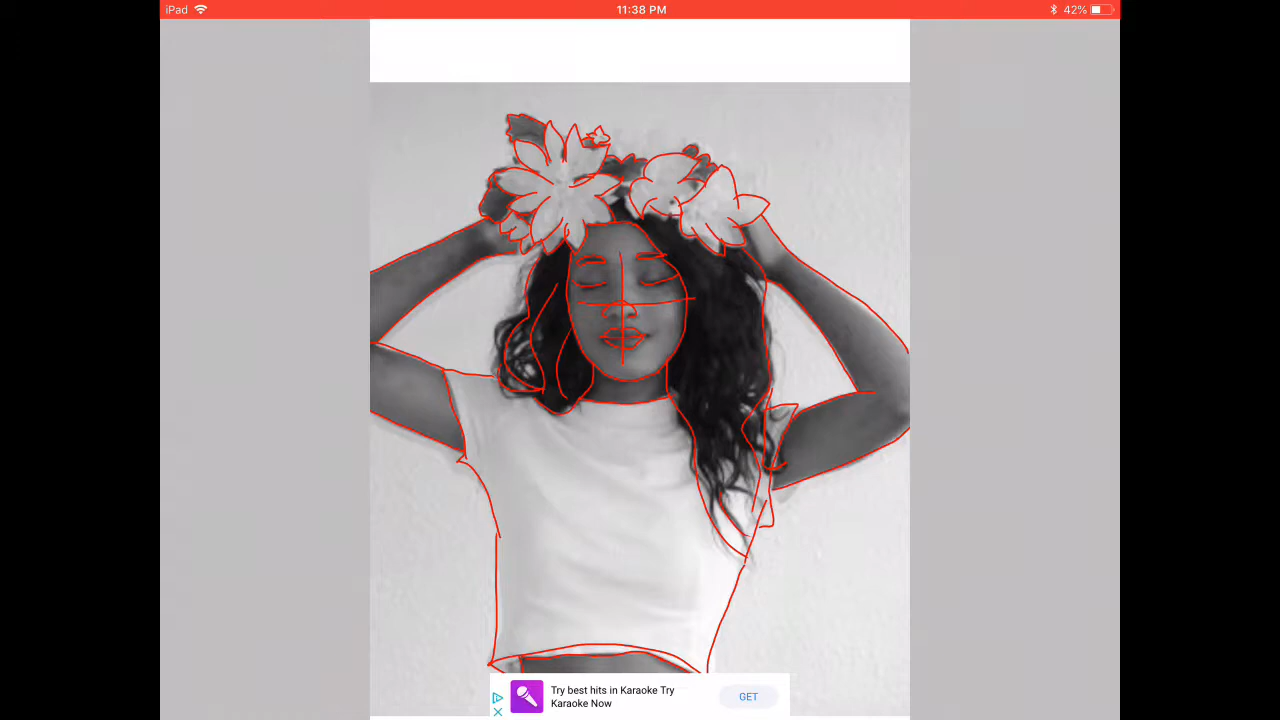 iPad
11:38 PM
42%
Try best hits in Karaoke Try
Karaoke Now
GET